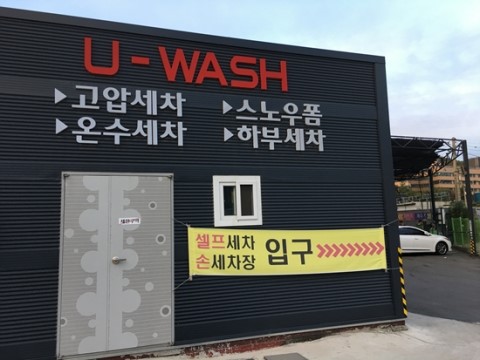 U-WASH
▶고압세차 ▶스노우폼
▶온수세차 ▶하부세차
셀프세차
손세차장
입구